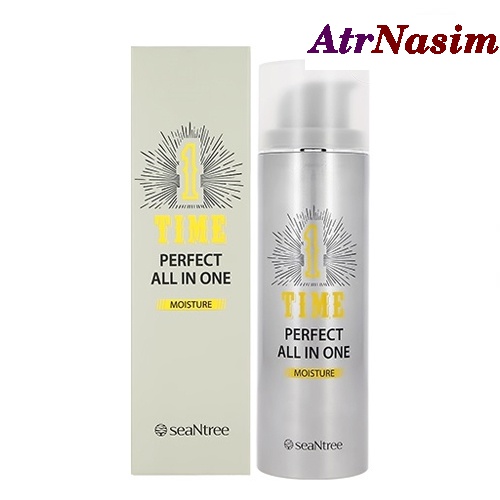 AtrNasim
1
TIME
PERFECT
ALL IN ONE
MOISTURE
seaNtree
1
TIME
PERFECT
ALL IN ONE
MOISTURE
seaNtree